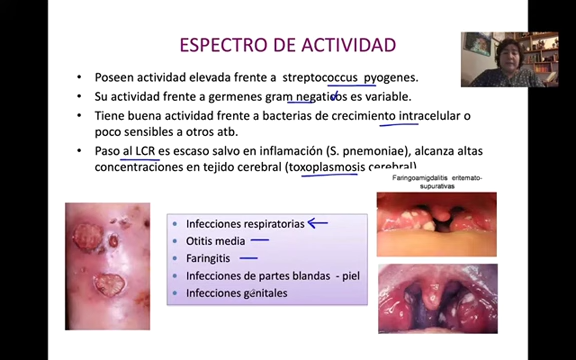 ESPECTRO DE ACTIVIDAD
• Poseen actividad elevada frente a streptococcus pyogenes.
• Su actividad frente a germenes gram negativos es variable.
• Tiene buena actividad frente a bacterias de crecimiento intracelular o
poco sensibles a otros atb.
• Paso al LCR es escaso salvo en inflamación (S. pnemoniae), alcanza altas
concentraciones en tejido cerebral (toxoplasmosis cerebral)
Faringoamigdalitis eritemato-
supurativas
• Infecciones respiratorias
• Otitis media
• Faringitis
• Infecciones de partes blandas - piel
• Infecciones genitales